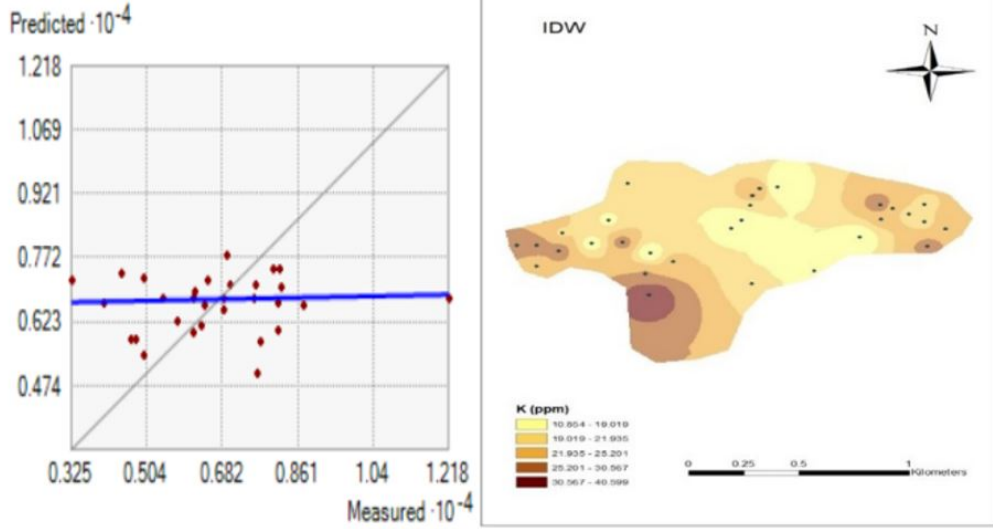 Predicted ·10⁻⁴
1.218
1.069
0.921
0.772
0.623
0.474
0.325 0.504 0.682 0.861 1.04 1.218
Measured ·10⁻⁴
IDW
N
K (ppm)
10.854 - 19.019
19.019 - 21.935
21.935 - 25.201
25.201 - 30.567
30.567 - 40.599
0 0.25 0.5 1
Kilometers